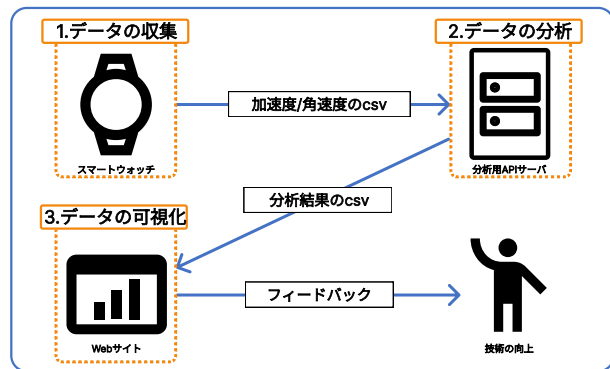 1.データの収集
2.データの分析
加速度/角速度のcsv
スマートウォッチ
分析用APIサーバ
分析結果のcsv
3.データの可視化
フィードバック
Webサイト
技術の向上